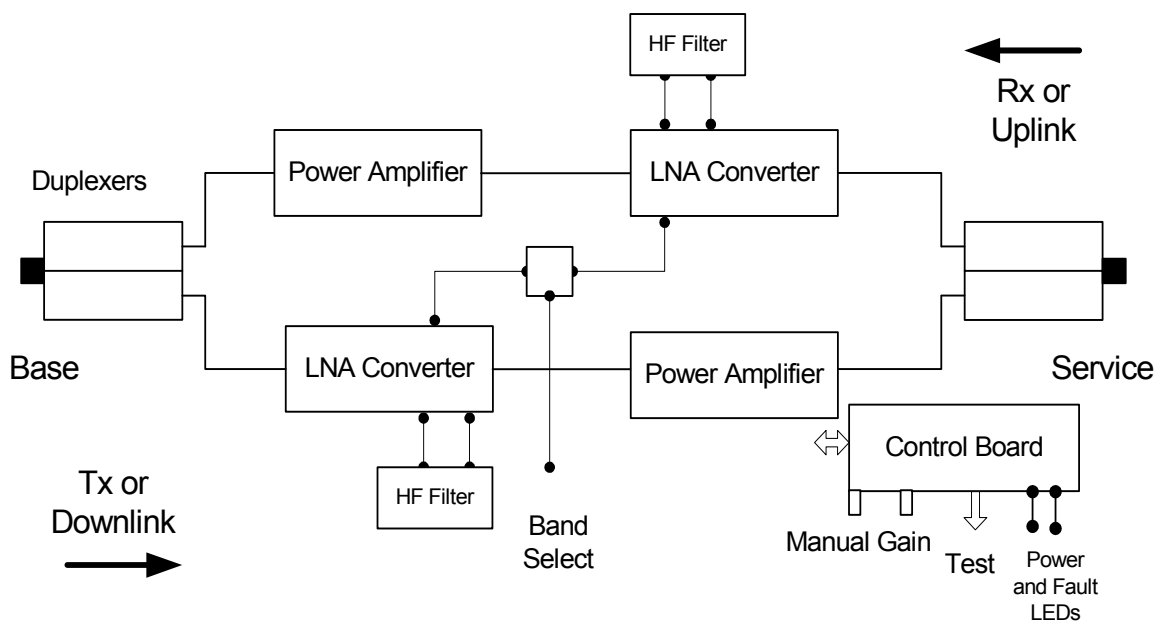 HF Filter
Rx or
Uplink
Duplexers
Power Amplifier
LNA Converter
Base
LNA Converter
Power Amplifier
Service
Control Board
Tx or
Downlink
HF Filter
Band
Select
Manual Gain
Test
Power
and Fault
LEDs